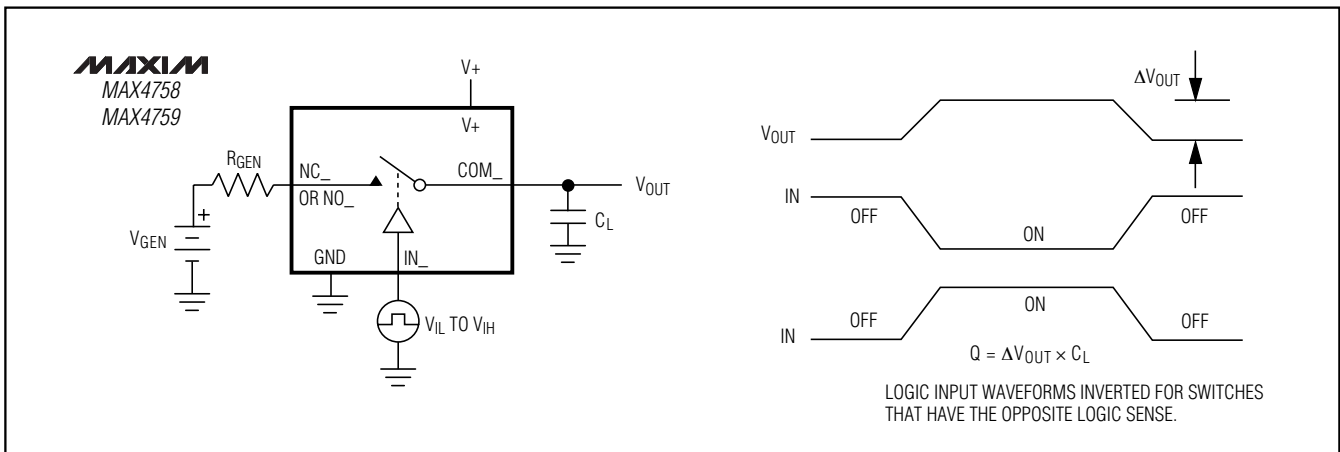 MAXIM
MAX4758
MAX4759
V+
V+
RGEN
NC_
OR NO_
COM_
VOUT
CL
VGEN
+
GND
IN_
VIL TO VIH
ΔVOUT
VOUT
IN
OFF
ON
OFF
IN
OFF
ON
OFF
Q = ΔVOUT × CL
LOGIC INPUT WAVEFORMS INVERTED FOR SWITCHES
THAT HAVE THE OPPOSITE LOGIC SENSE.